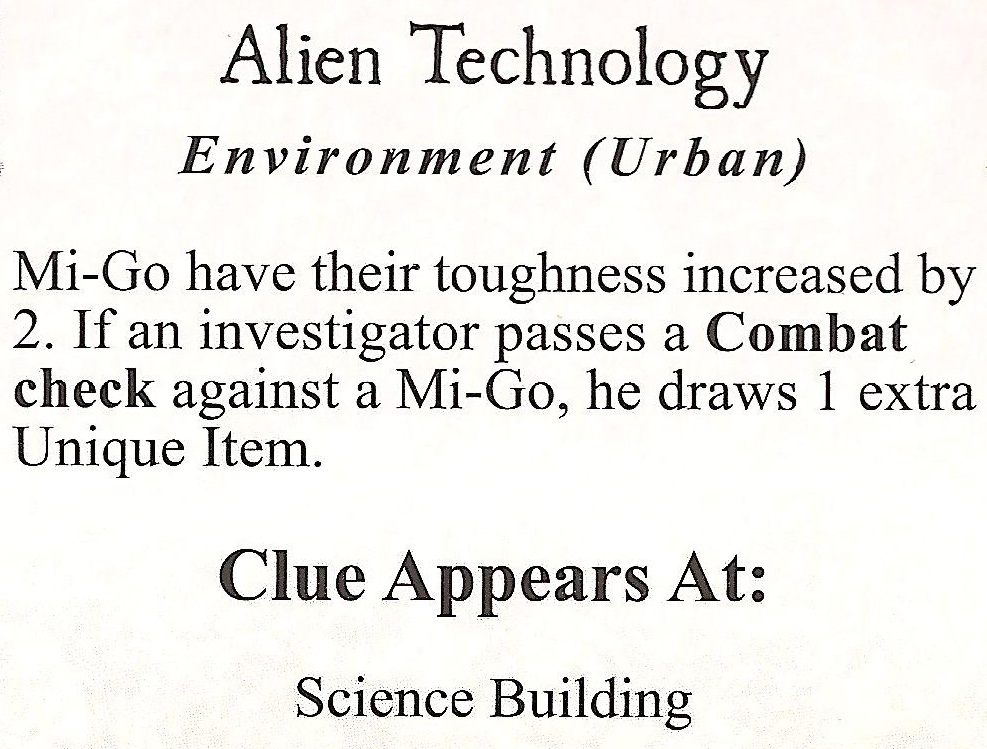 Alien Technology
Environment (Urban)
Mi-Go have their toughness increased by
2. If an investigator passes a Combat
check against a Mi-Go, he draws 1 extra
Unique Item.
Clue Appears At:
Science Building